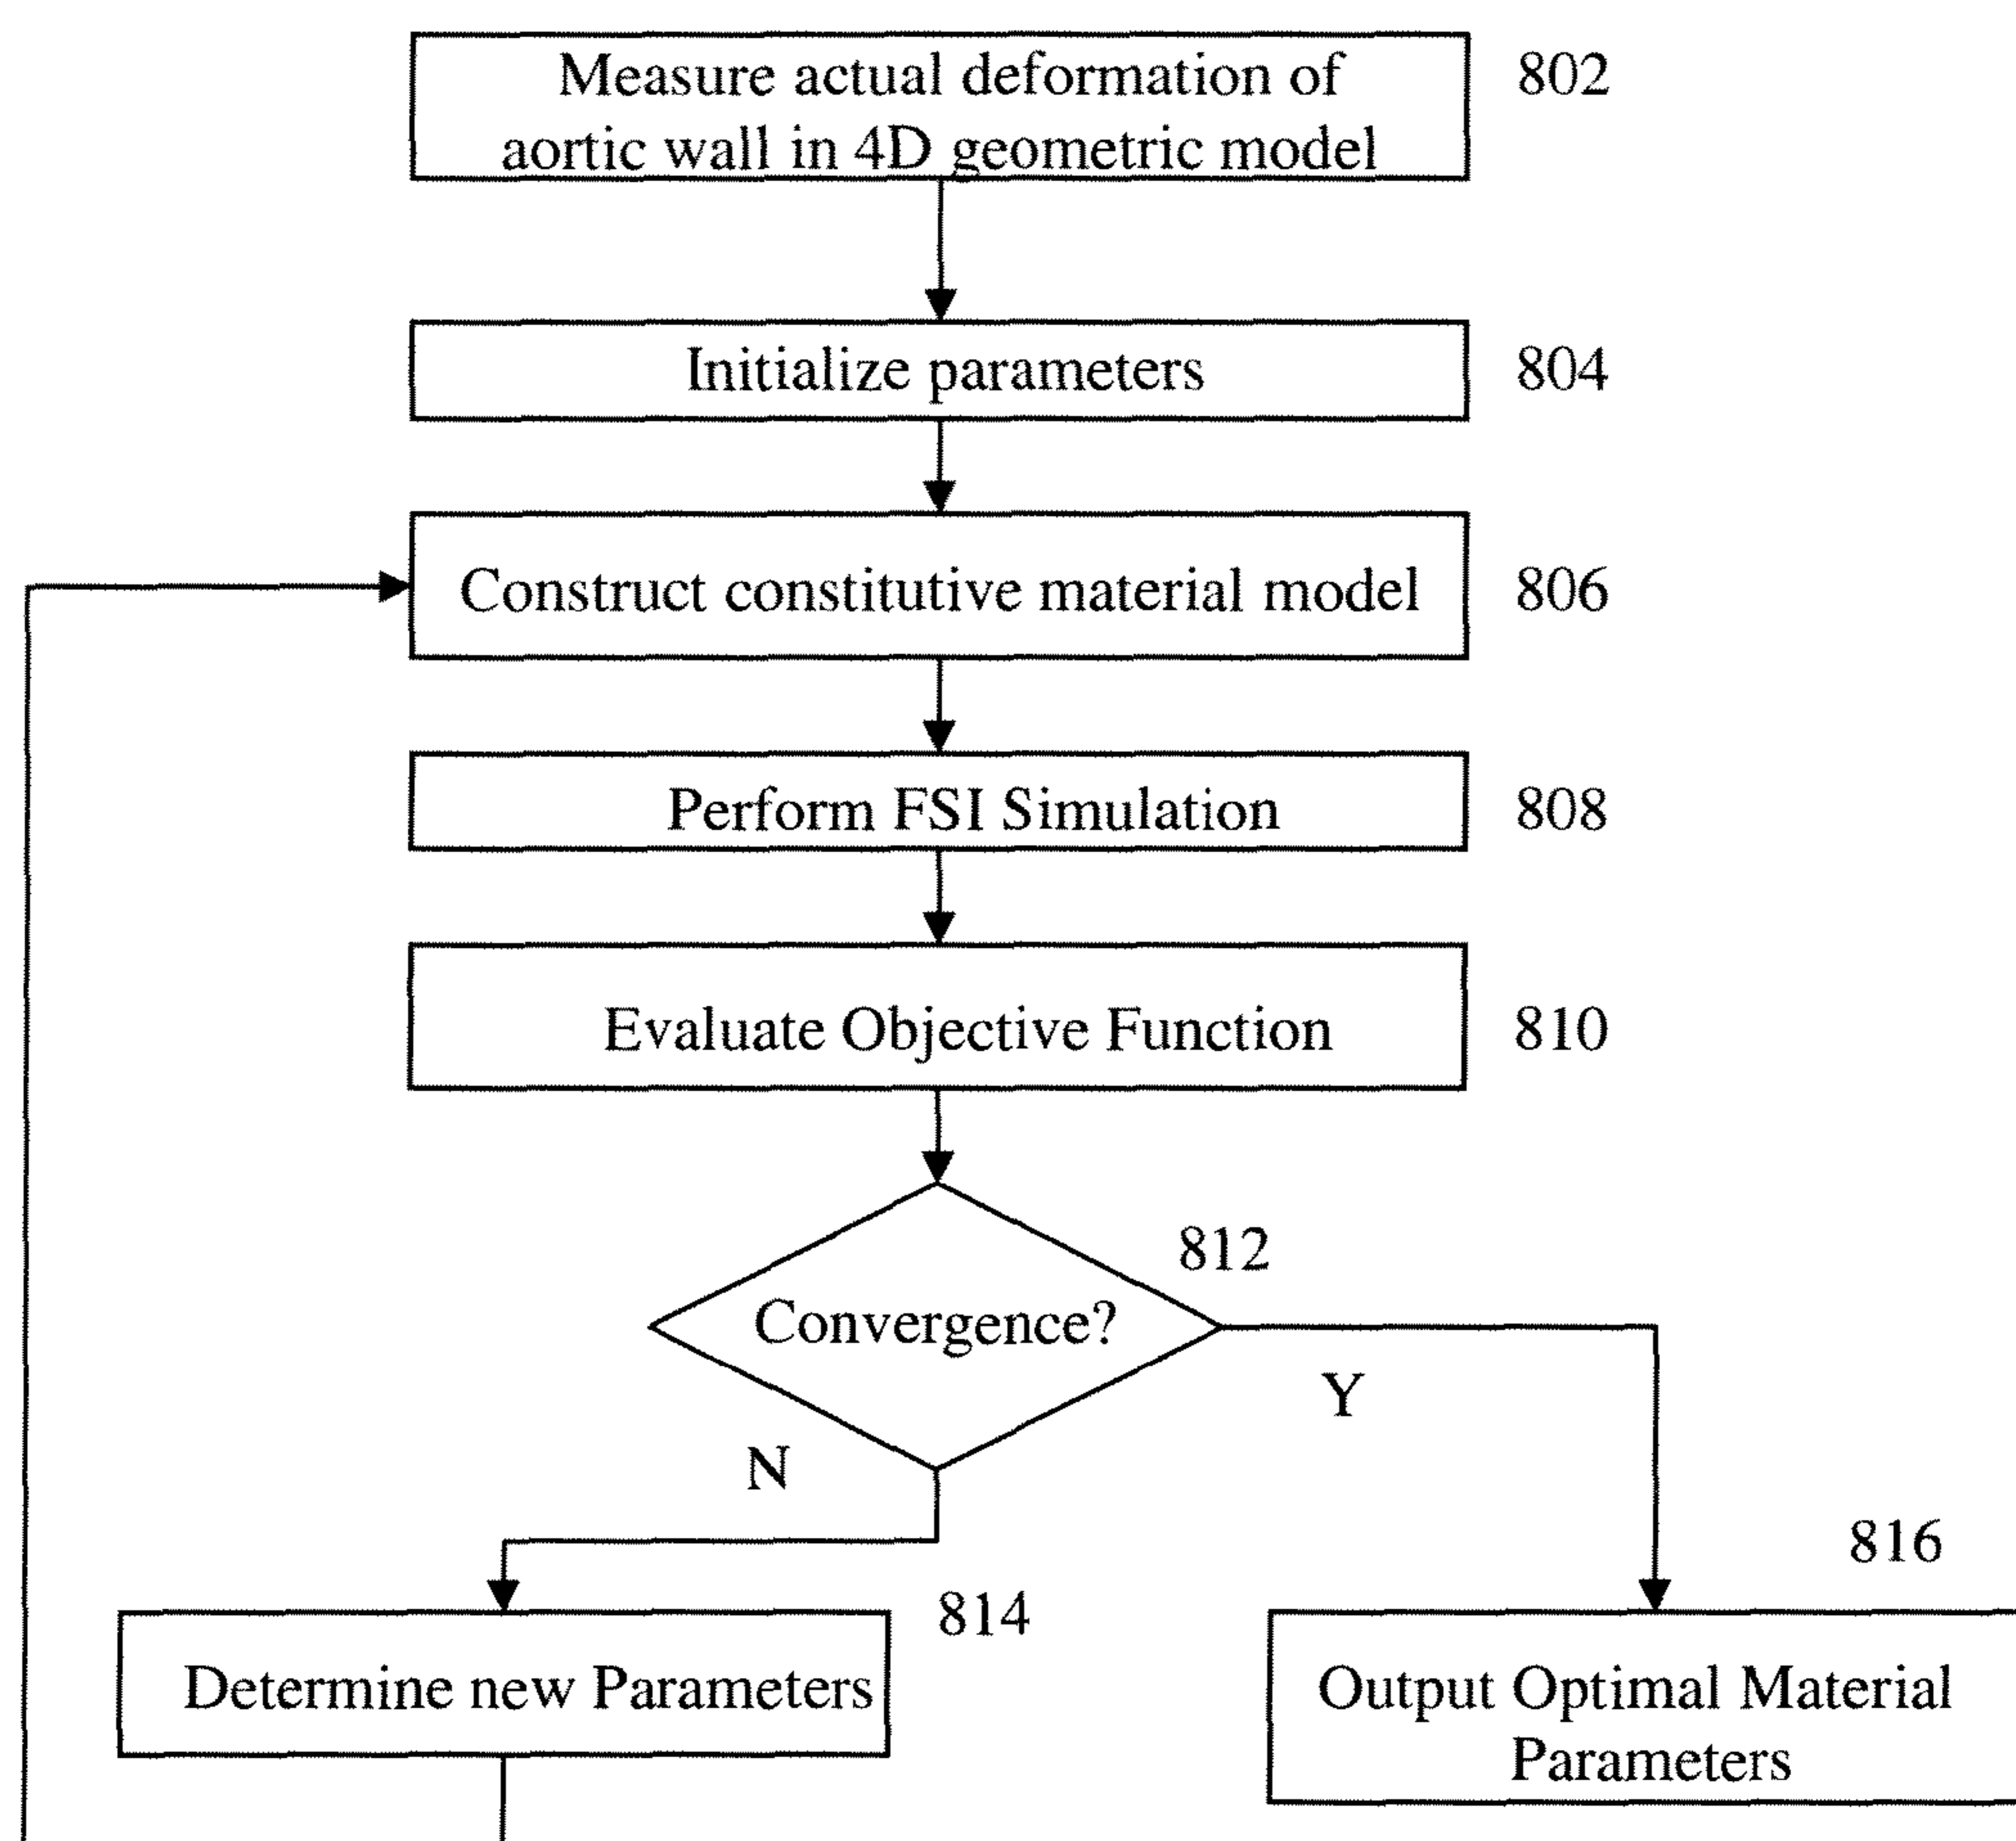 Measure actual deformation of
aortic wall in 4D geometric model
802
Initialize parameters
804
Construct constitutive material model
806
Perform FSI Simulation
808
Evaluate Objective Function
810
812
Convergence?
Y
N
816
814
Determine new Parameters
Output Optimal Material
Parameters